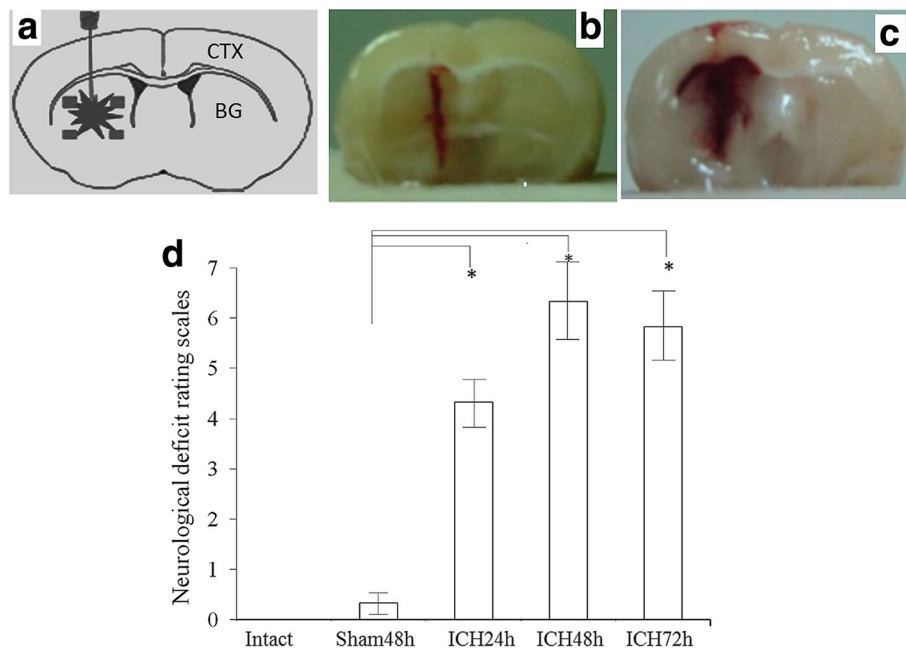 a
CTX
BG
b
c
d
Neurological deficit rating scales
7
6
5
4
3
2
1
0
*
*
*
Intact
Sham48h
ICH24h
ICH48h
ICH72h